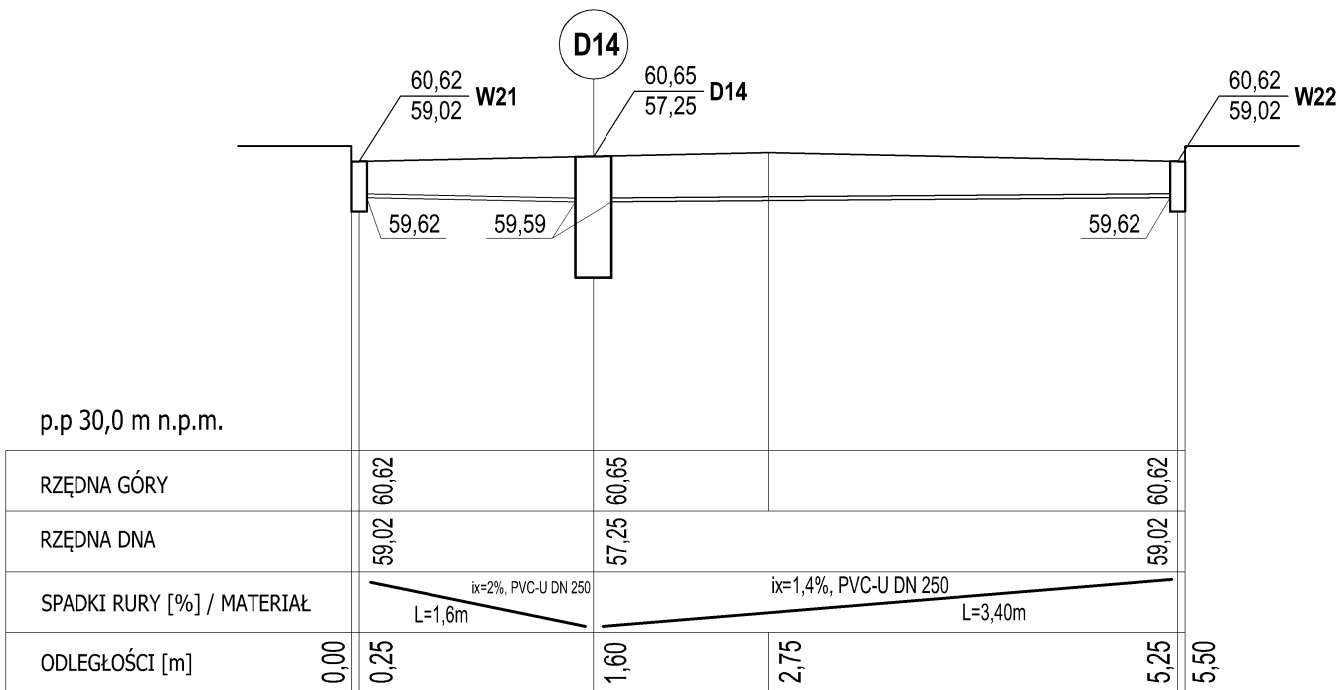 D14
60,62
59,02
W21
60,65
57,25
D14
60,62
59,02
W22
59,62
59,59
59,62
p.p 30,0 m n.p.m.
RZĘDNA GÓRY
60,62
60,65
60,62
RZĘDNA DNA
59,02
57,25
59,02
SPADKI RURY [%] / MATERIAŁ
ix=2%, PVC-U DN 250
L=1,6m
ix=1,4%, PVC-U DN 250
L=3,40m
ODLEGŁOŚCI [m]
0,00
0,25
1,60
2,75
5,25
5,50